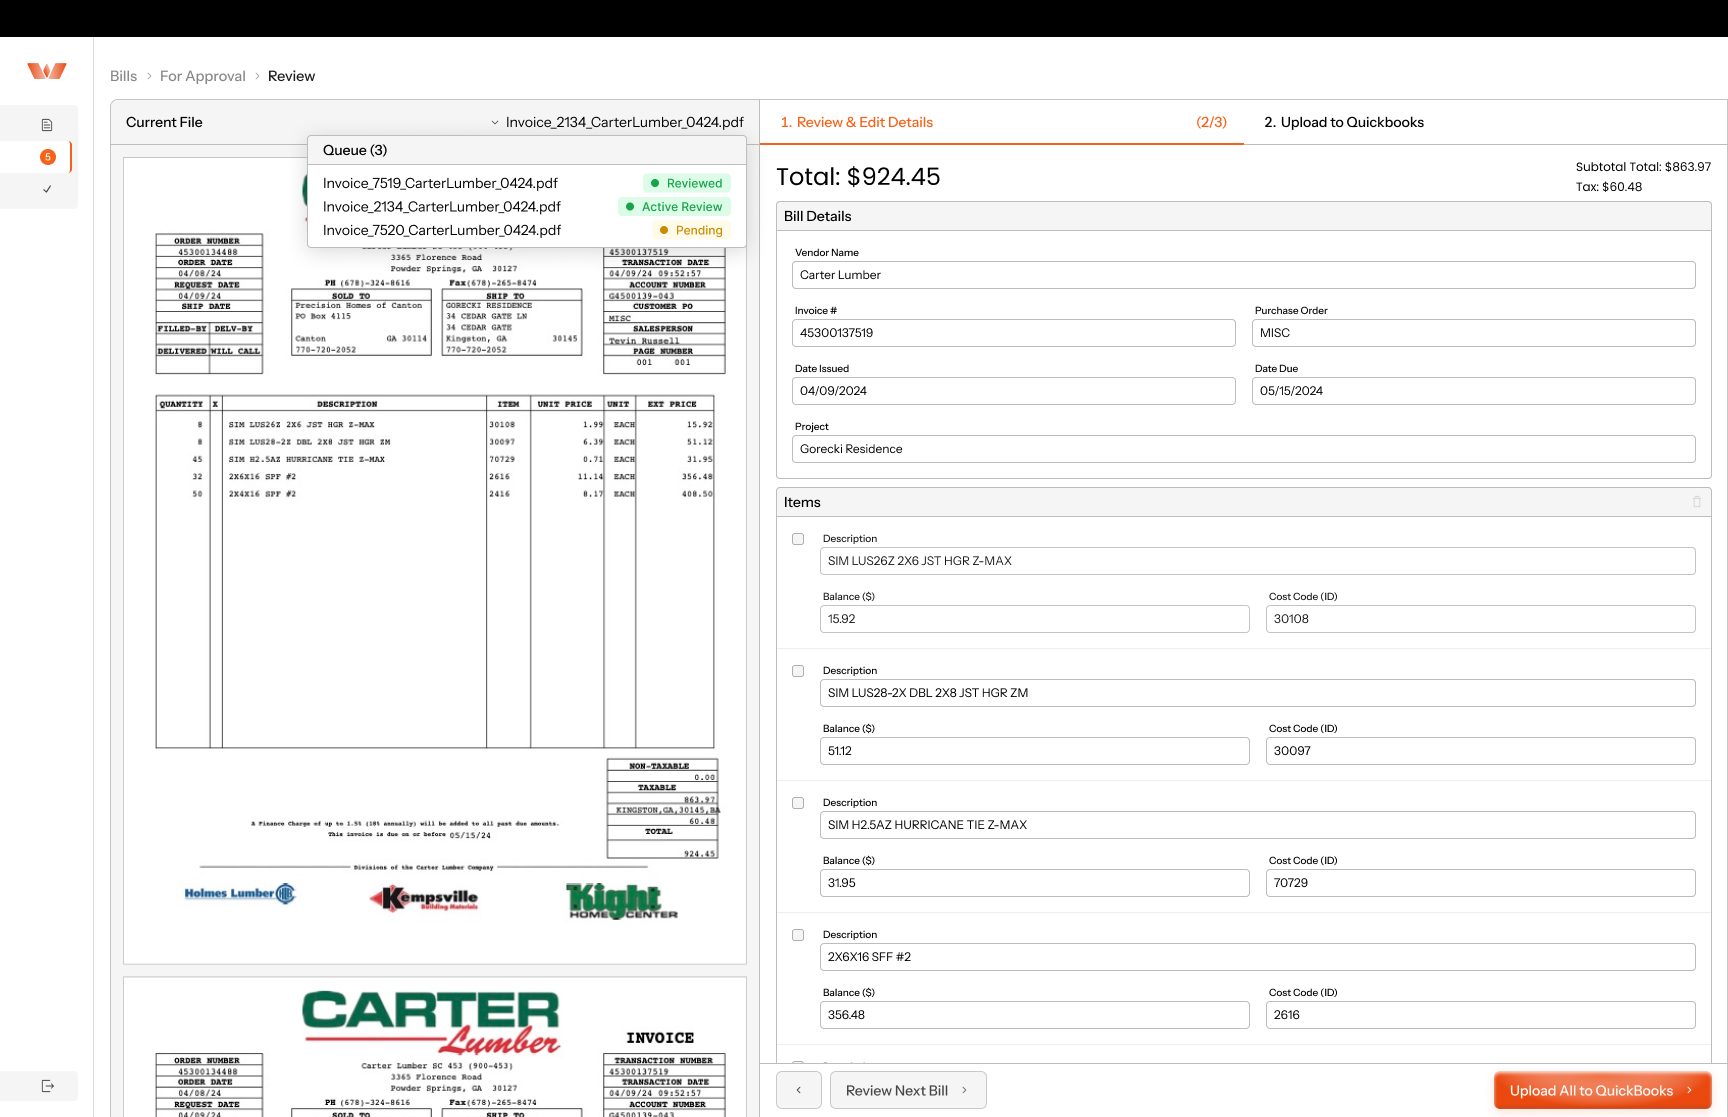 Bills > For Approval > Review
Current File
Invoice_2134_CarterLumber_0424.pdf
Queue (3)
Invoice_7519_CarterLumber_0424.pdf Reviewed
Invoice_2134_CarterLumber_0424.pdf Active Review
Invoice_7520_CarterLumber_0424.pdf Pending
5
ORDER NUMBER
45300134488
ORDER DATE
04/08/24
REQUEST DATE
04/09/24
SHIP DATE
FILLED-BY DELV-BY
DELIVERED WILL CALL
3365 Florence Road
Powder Springs, GA 30127
PH (678)-324-8616 Fax(678)-265-8474
SOLD TO
Precision Homes of Canton
PO Box 4115
Canton GA 30114
770-720-2052
SHIP TO
GORECKI RESIDENCE
34 CEDAR GATE LN
34 CEDAR GATE
Kingston, GA 30145
770-720-2052
45300137519
TRANSACTION DATE
04/09/24 09:52:57
ACCOUNT NUMBER
G4500139-043
CUSTOMER PO
MISC
SALESPERSON
Tevin Russell
PAGE NUMBER
001 001
QUANTITY X DESCRIPTION ITEM UNIT PRICE UNIT EXT PRICE
8 SIM LUS26Z 2X6 JST HGR Z-MAX 30108 1.99 EACH 15.92
8 SIM LUS28-2Z DBL 2X8 JST HGR ZM 30097 6.39 EACH 51.12
45 SIM H2.5AZ HURRICANE TIE Z-MAX 70729 0.71 EACH 31.95
32 2X6X16 SPF #2 2616 11.14 EACH 356.48
50 2X4X16 SPF #2 2416 8.17 EACH 408.50
NON-TAXABLE
0.00
TAXABLE
863.97
KINGSTON,GA,30145,BA
60.48
TOTAL
924.45
A Finance Charge of up to 1.5% (18% annually) will be added to all past due amounts.
This invoice is due on or before 05/15/24
Divisions of the Carter Lumber Company
Holmes Lumber
Kempsville
Building Materials
Kight
HOME CENTER
CARTER
Lumber
INVOICE
Carter Lumber SC 453 (900-453)
3365 Florence Road
Powder Springs, GA 30127
PH (678)-324-8616 Fax(678)-265-8474
ORDER NUMBER
45300134488
ORDER DATE
04/08/24
REQUEST DATE
04/09/24
SOLD TO
SHIP TO
TRANSACTION NUMBER
45300137519
TRANSACTION DATE
04/09/24 09:52:57
ACCOUNT NUMBER
G4500139-043
1. Review & Edit Details (2/3)
2. Upload to Quickbooks
Total: $924.45
Subtotal Total: $863.97
Tax: $60.48
Bill Details
Vendor Name
Carter Lumber
Invoice # Purchase Order
45300137519 MISC
Date Issued Date Due
04/09/2024 05/15/2024
Project
Gorecki Residence
Items
Description
SIM LUS26Z 2X6 JST HGR Z-MAX
Balance ($) Cost Code (ID)
15.92 30108
Description
SIM LUS28-2X DBL 2X8 JST HGR ZM
Balance ($) Cost Code (ID)
51.12 30097
Description
SIM H2.5AZ HURRICANE TIE Z-MAX
Balance ($) Cost Code (ID)
31.95 70729
Description
2X6X16 SFF #2
Balance ($) Cost Code (ID)
356.48 2616
Review Next Bill
Upload All to QuickBooks